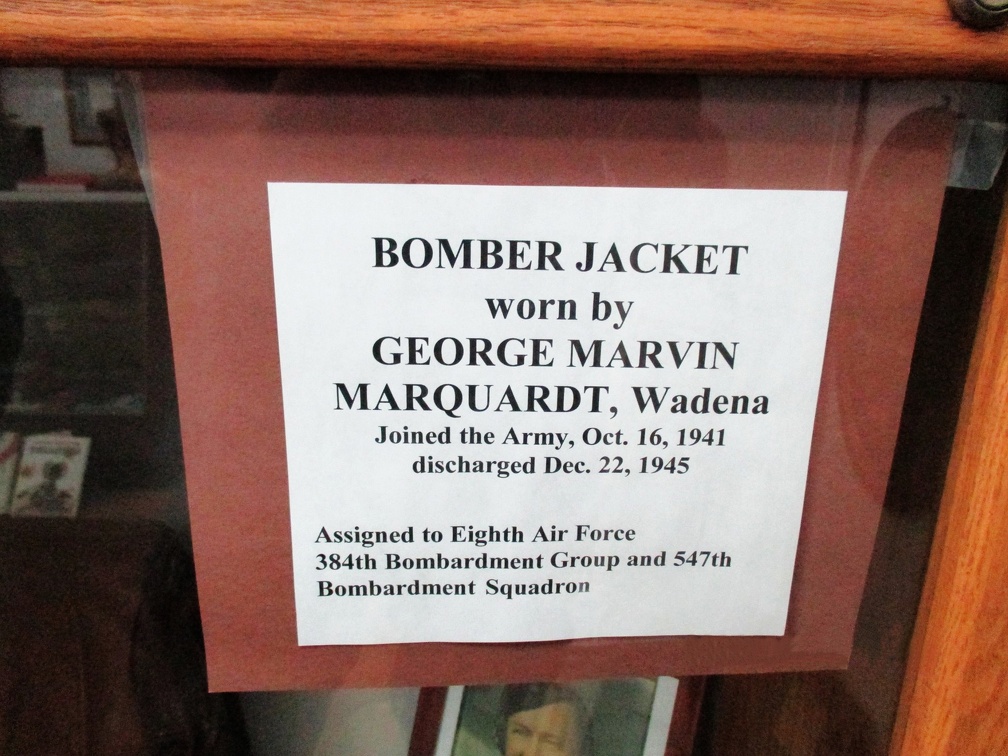 BOMBER JACKET
worn by
GEORGE MARVIN
MARQUARDT, Wadena
Joined the Army, Oct. 16, 1941
discharged Dec. 22, 1945
Assigned to Eighth Air Force
384th Bombardment Group and 547th
Bombardment Squadron